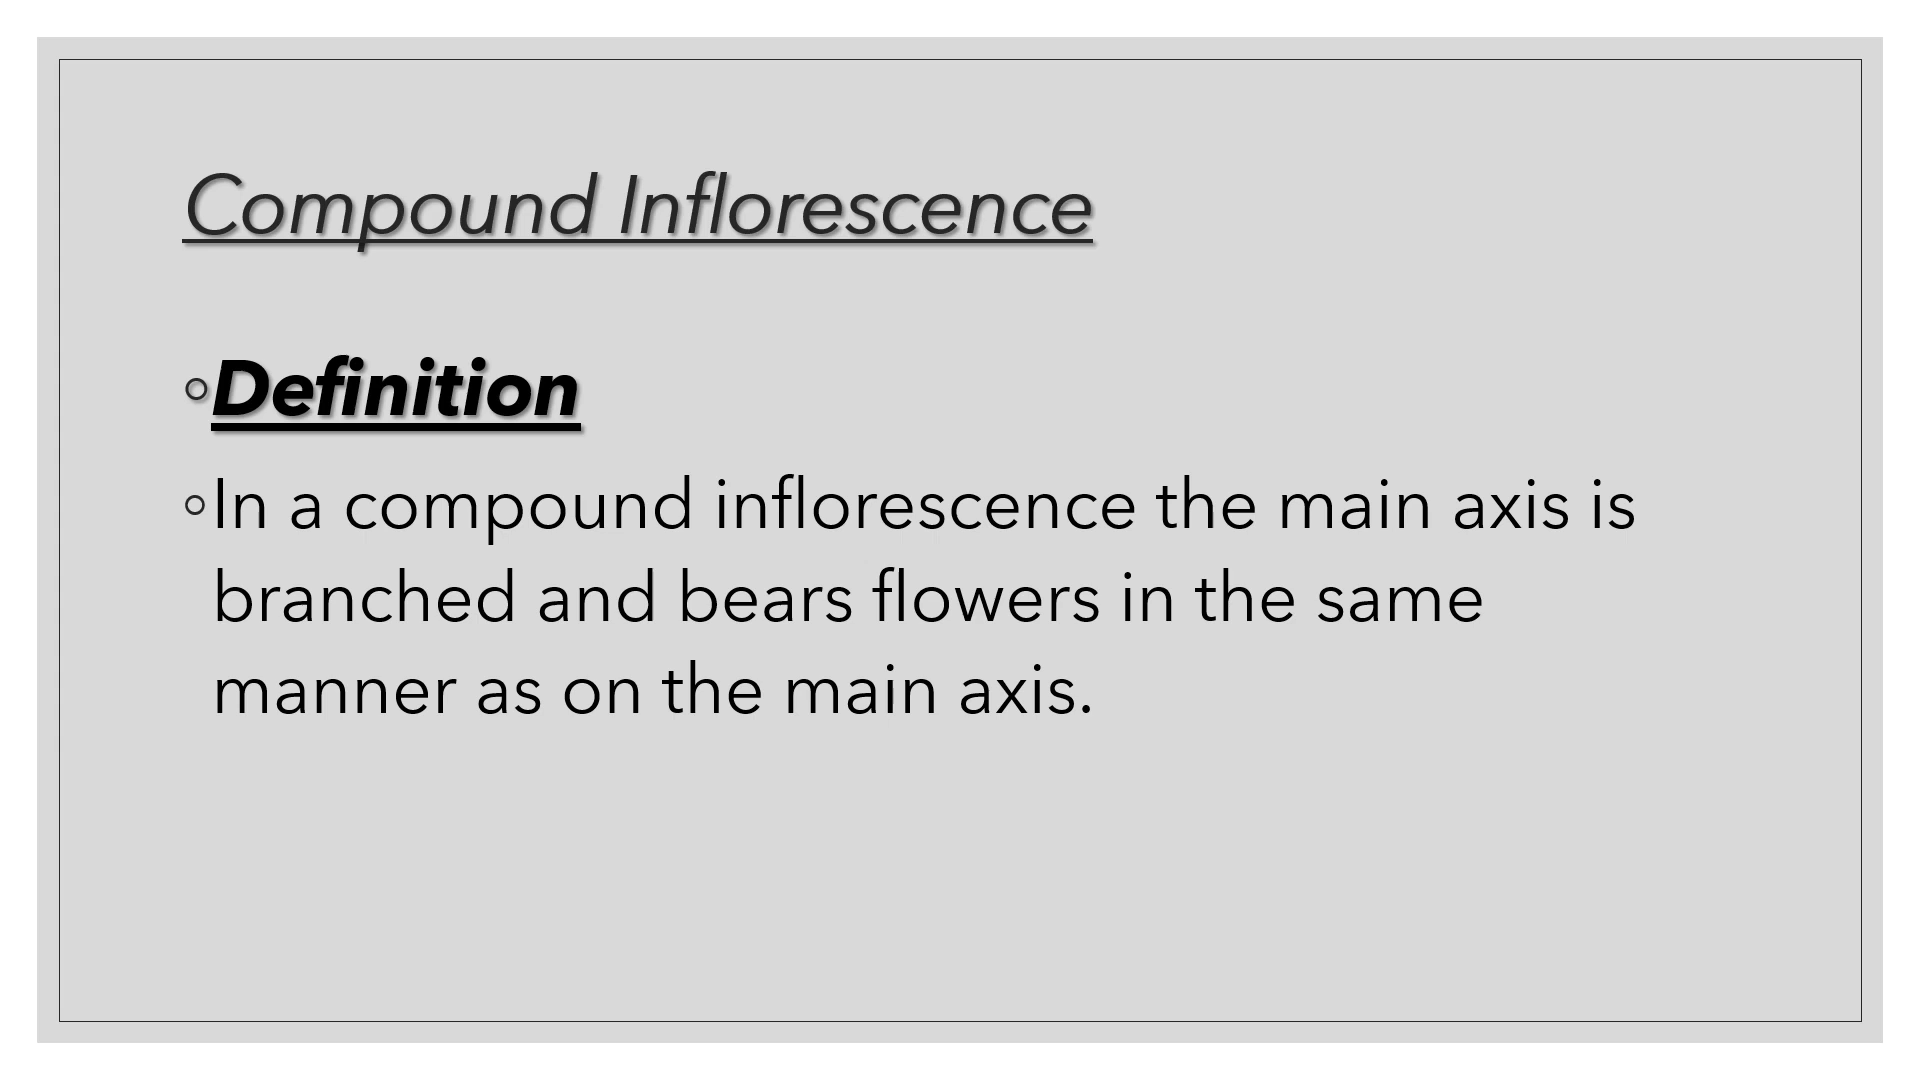 Compound Inflorescence
◦Definition
◦In a compound inflorescence the main axis is
branched and bears flowers in the same
manner as on the main axis.